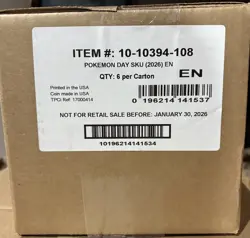 ITEM #: 10-10394-108
POKEMON DAY SKU (2026) EN
QTY: 6 per Carton
EN
Printed in the USA
Coin made in USA
TPCi Ref: 17000414
0 196214 141537
NOT FOR RETAIL SALE BEFORE: JANUARY 30, 2026
10196214141534